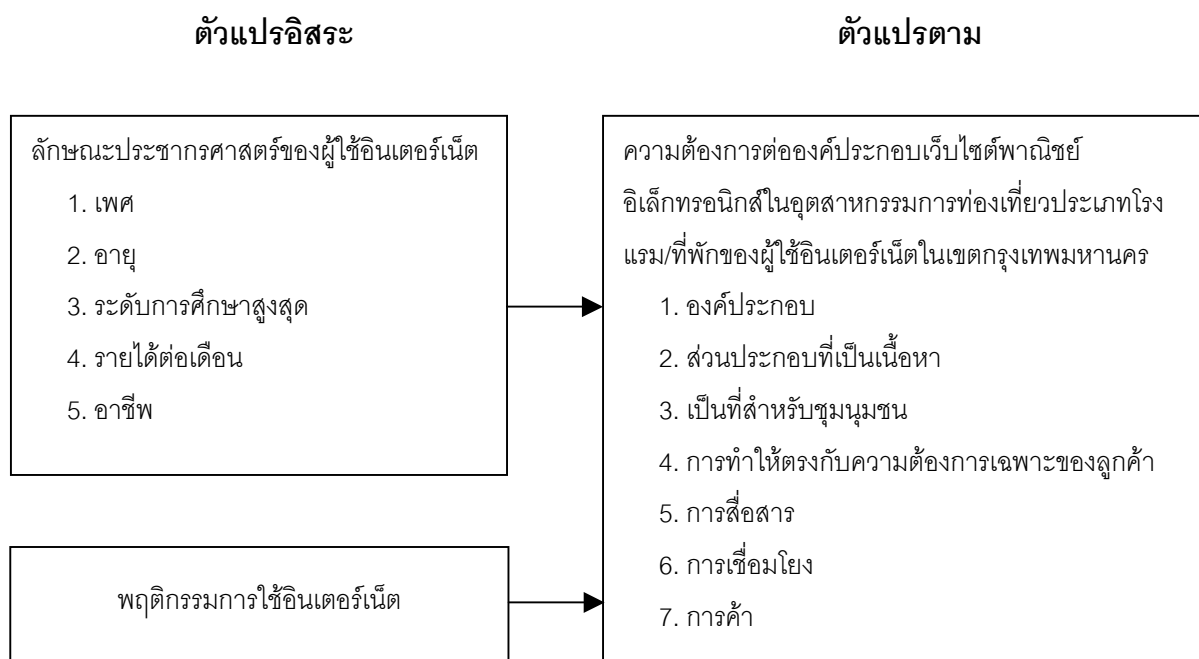 ตัวแปรอิสระ
ตัวแปรตาม
ลักษณะประชากรศาสตร์ของผู้ใช้อินเตอร์เน็ต
1. เพศ
2. อายุ
3. ระดับการศึกษาสูงสุด
4. รายได้ต่อเดือน
5. อาชีพ
พฤติกรรมการใช้อินเตอร์เน็ต
ความต้องการต่อองค์ประกอบเว็บไซต์พาณิชย์
อิเล็กทรอนิกส์ในอุตสาหกรรมการท่องเที่ยวประเภทโรง
แรม/ที่พักของผู้ใช้อินเตอร์เน็ตในเขตกรุงเทพมหานคร
1. องค์ประกอบ
2. ส่วนประกอบที่เป็นเนื้อหา
3. เป็นที่สำหรับชุมนุมชน
4. การทำให้ตรงกับความต้องการเฉพาะของลูกค้า
5. การสื่อสาร
6. การเชื่อมโยง
7. การค้า